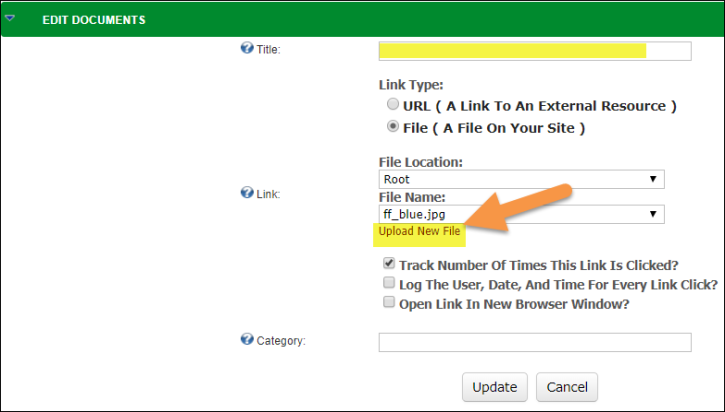 EDIT DOCUMENTS
Title:
Link Type:
URL ( A Link To An External Resource )
File ( A File On Your Site )
File Location:
Root
Link:
File Name:
ff_blue.jpg
Upload New File
Track Number Of Times This Link Is Clicked?
Log The User, Date, And Time For Every Link Click?
Open Link In New Browser Window?
Category:
Update Cancel